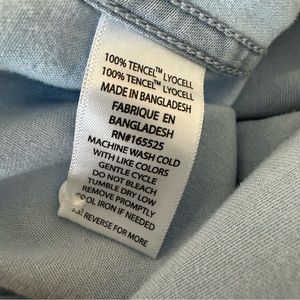 100% TENCEL™ LYOCELL
100% TENCEL™ LYOCELL
MADE IN BANGLADESH
FABRIQUE EN
BANGLADESH
RN#165525
MACHINE WASH COLD
WITH LIKE COLORS
GENTLE CYCLE
DO NOT BLEACH
TUMBLE DRY LOW
REMOVE PROMPTLY
OOL IRON IF NEEDED
REVERSE FOR MORE